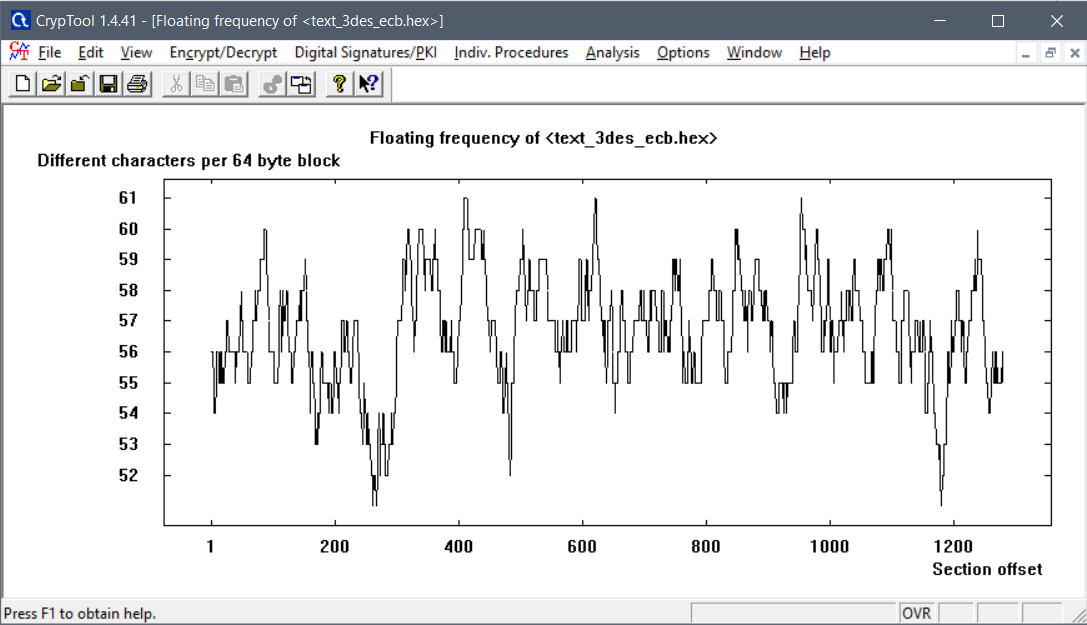 CrypTool 1.4.41 - [Floating frequency of <text_3des_ecb.hex>]
File Edit View Encrypt/Decrypt Digital Signatures/PKI Indiv. Procedures Analysis Options Window Help
Floating frequency of <text_3des_ecb.hex>
Different characters per 64 byte block
61
60
59
58
57
56
55
54
53
52
1 200 400 600 800 1000 1200
Section offset
Press F1 to obtain help. OVR